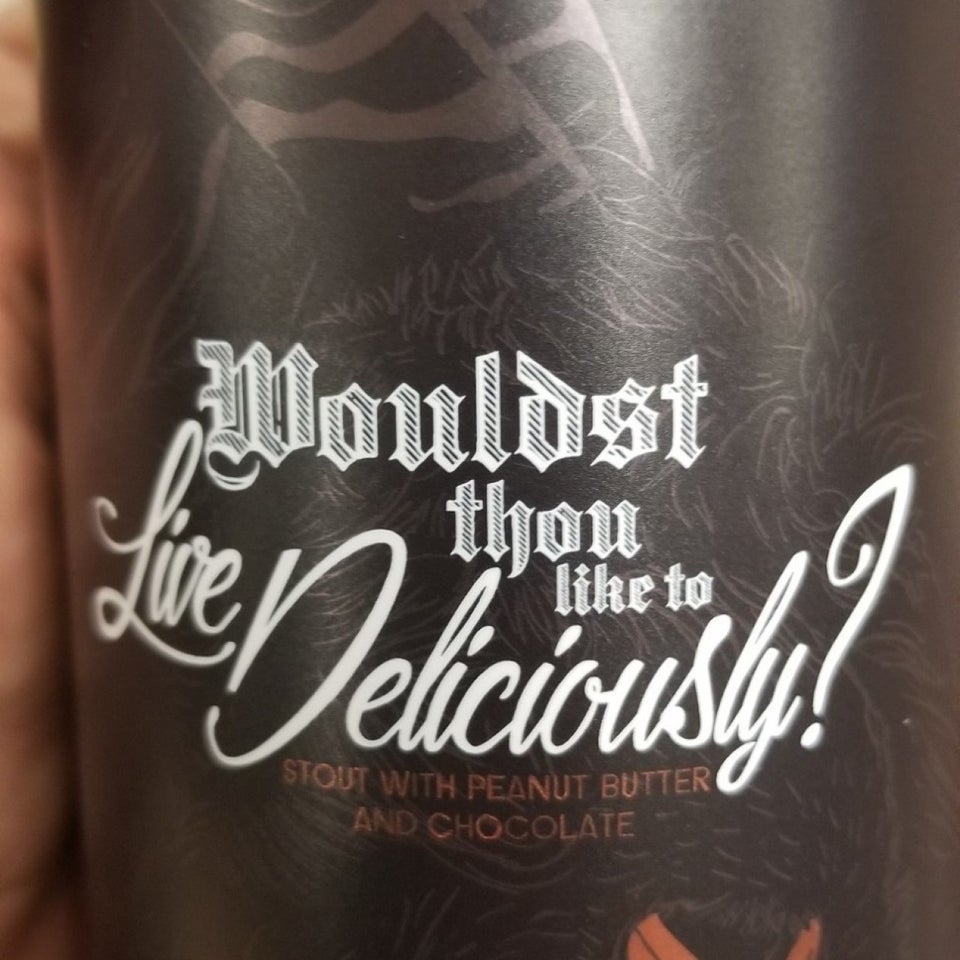 Wouldst
thou
like to
Live Deliciously?
STOUT WITH PEANUT BUTTER
AND CHOCOLATE